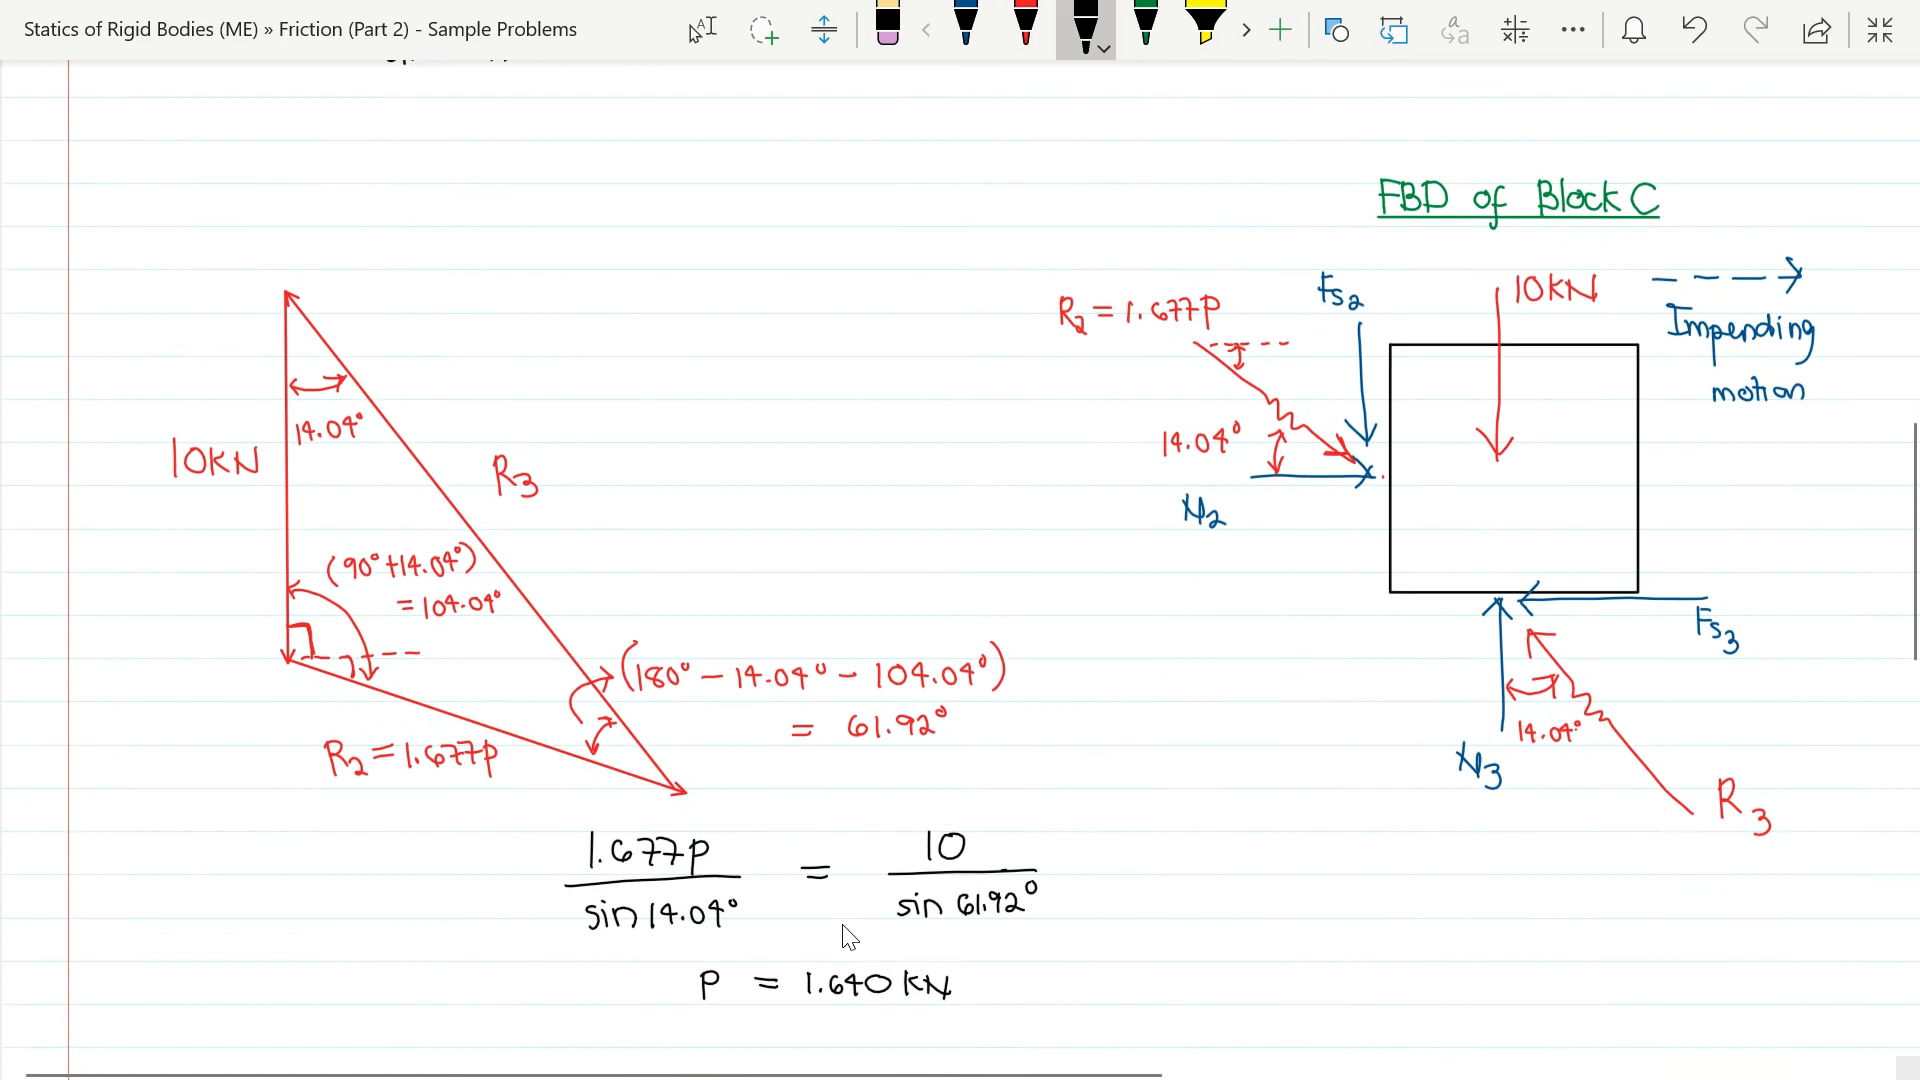 Statics of Rigid Bodies (ME) » Friction (Part 2) - Sample Problems
FBD of Block C
R2 = 1.677P
Fs2
10KN
Impending
motion
14.04°
N2
Fs3
14.04°
N3
R3
14.04°
10KN
R3
(90°+14.04°)
= 104.04°
(180° - 14.04° - 104.04°)
= 61.92°
R2 = 1.677P
1.677P = 10
sin 14.04° sin 61.92°
P = 1.640 KN